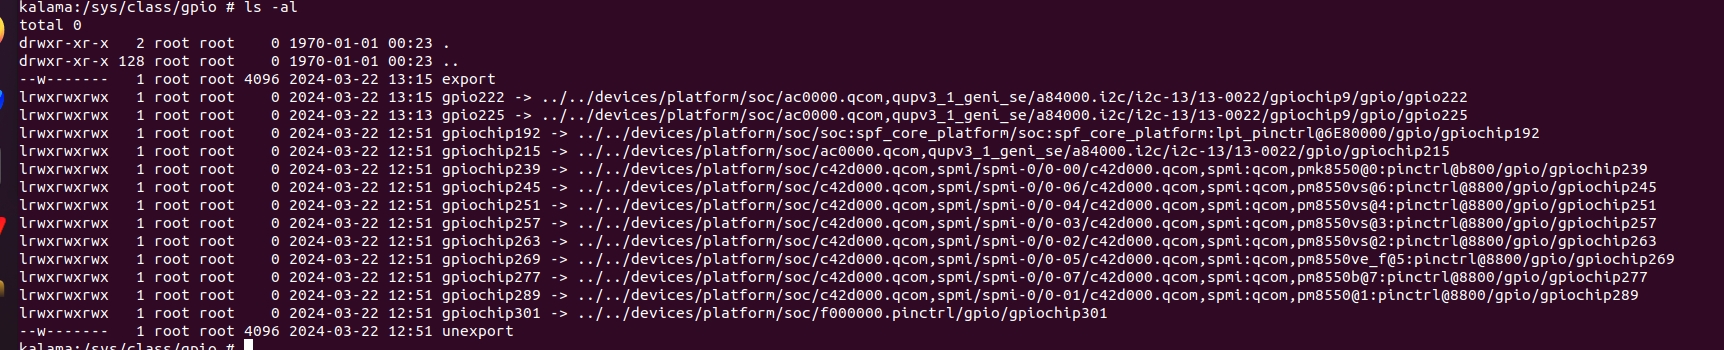 kalama:/sys/class/gpio # ls -al
total 0
drwxr-xr-x   2 root root    0 1970-01-01 00:23 .
drwxr-xr-x 128 root root    0 1970-01-01 00:23 ..
--w-------   1 root root 4096 2024-03-22 13:15 export
lrwxrwxrwx   1 root root    0 2024-03-22 13:15 gpio222 -> ../../devices/platform/soc/ac0000.qcom,qupv3_1_geni_se/a84000.i2c/i2c-13/13-0022/gpiochip9/gpio/gpio222
lrwxrwxrwx   1 root root    0 2024-03-22 13:13 gpio225 -> ../../devices/platform/soc/ac0000.qcom,qupv3_1_geni_se/a84000.i2c/i2c-13/13-0022/gpiochip9/gpio/gpio225
lrwxrwxrwx   1 root root    0 2024-03-22 12:51 gpiochip192 -> ../../devices/platform/soc/soc:spf_core_platform/soc:spf_core_platform:lpi_pinctrl@6E80000/gpio/gpiochip192
lrwxrwxrwx   1 root root    0 2024-03-22 12:51 gpiochip215 -> ../../devices/platform/soc/ac0000.qcom,qupv3_1_geni_se/a84000.i2c/i2c-13/13-0022/gpio/gpiochip215
lrwxrwxrwx   1 root root    0 2024-03-22 12:51 gpiochip239 -> ../../devices/platform/soc/c42d000.qcom,spmi/spmi-0/0-00/c42d000.qcom,spmi:qcom,pmk8550@0:pinctrl@b800/gpio/gpiochip239
lrwxrwxrwx   1 root root    0 2024-03-22 12:51 gpiochip245 -> ../../devices/platform/soc/c42d000.qcom,spmi/spmi-0/0-06/c42d000.qcom,spmi:qcom,pm8550vs@6:pinctrl@8800/gpio/gpiochip245
lrwxrwxrwx   1 root root    0 2024-03-22 12:51 gpiochip251 -> ../../devices/platform/soc/c42d000.qcom,spmi/spmi-0/0-04/c42d000.qcom,spmi:qcom,pm8550vs@4:pinctrl@8800/gpio/gpiochip251
lrwxrwxrwx   1 root root    0 2024-03-22 12:51 gpiochip257 -> ../../devices/platform/soc/c42d000.qcom,spmi/spmi-0/0-03/c42d000.qcom,spmi:qcom,pm8550vs@3:pinctrl@8800/gpio/gpiochip257
lrwxrwxrwx   1 root root    0 2024-03-22 12:51 gpiochip263 -> ../../devices/platform/soc/c42d000.qcom,spmi/spmi-0/0-02/c42d000.qcom,spmi:qcom,pm8550vs@2:pinctrl@8800/gpio/gpiochip263
lrwxrwxrwx   1 root root    0 2024-03-22 12:51 gpiochip269 -> ../../devices/platform/soc/c42d000.qcom,spmi/spmi-0/0-05/c42d000.qcom,spmi:qcom,pm8550ve_f@5:pinctrl@8800/gpio/gpiochip269
lrwxrwxrwx   1 root root    0 2024-03-22 12:51 gpiochip277 -> ../../devices/platform/soc/c42d000.qcom,spmi/spmi-0/0-07/c42d000.qcom,spmi:qcom,pm8550b@7:pinctrl@8800/gpio/gpiochip277
lrwxrwxrwx   1 root root    0 2024-03-22 12:51 gpiochip289 -> ../../devices/platform/soc/c42d000.qcom,spmi/spmi-0/0-01/c42d000.qcom,spmi:qcom,pm8550@1:pinctrl@8800/gpio/gpiochip289
lrwxrwxrwx   1 root root    0 2024-03-22 12:51 gpiochip301 -> ../../devices/platform/soc/f000000.pinctrl/gpio/gpiochip301
--w-------   1 root root 4096 2024-03-22 12:51 unexport
kalama:/sys/class/gpio #